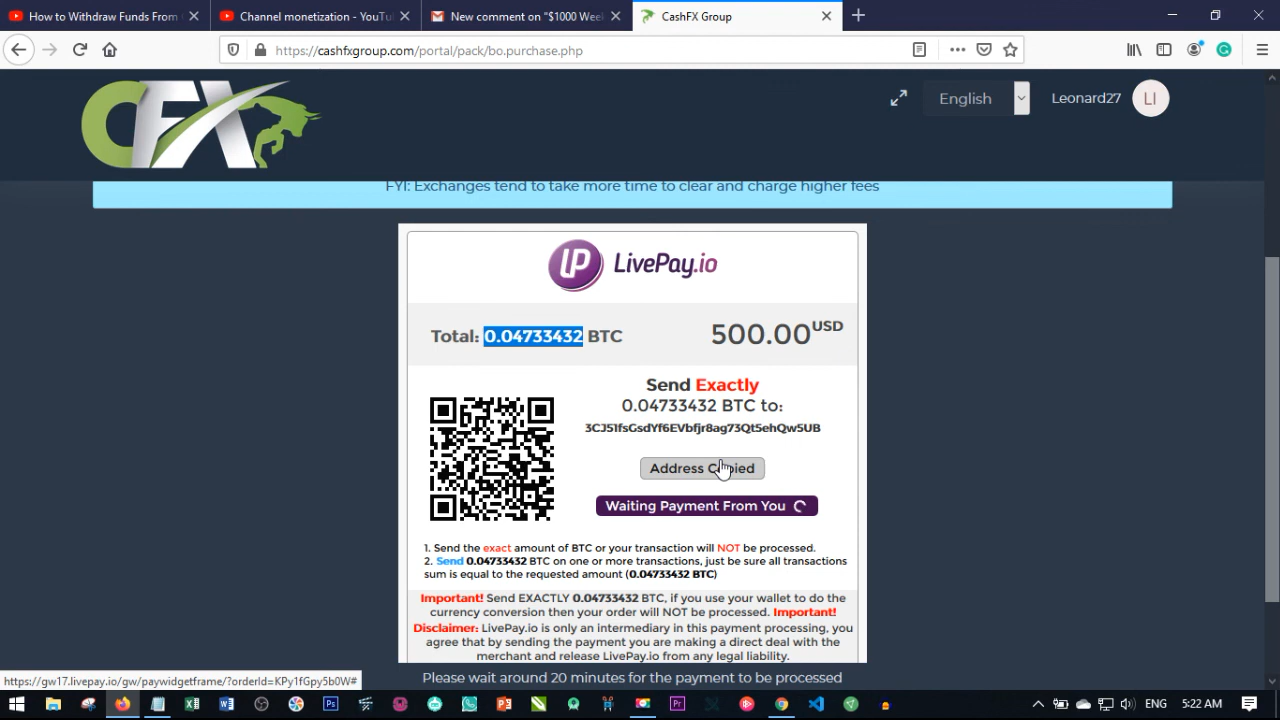 How to Withdraw Funds From
Channel monetization - YouTu
New comment on "$1000 Week
CashFX Group
https://cashfxgroup.com/portal/pack/bo.purchase.php
CFX
English
Leonard27
LI
FYI: Exchanges tend to take more time to clear and charge higher fees
LP LivePay.io
Total: 0.04733432 BTC
500.00 USD
Send Exactly
0.04733432 BTC to:
3CJ51fsGsdYf6EVbfjr8ag73Qt5ehQw5UB
Address Copied
Waiting Payment From You
1. Send the exact amount of BTC or your transaction will NOT be processed.
2. Send 0.04733432 BTC on one or more transactions, just be sure all transactions
sum is equal to the requested amount (0.04733432 BTC)
Important! Send EXACTLY 0.04733432 BTC, if you use your wallet to do the
currency conversion then your order will NOT be processed. Important!
Disclaimer: LivePay.io is only an intermediary in this payment processing, you
agree that by sending the payment you are making a direct deal with the
merchant and release LivePay.io from any legal liability.
Please wait around 20 minutes for the payment to be processed
https://gw17.livepay.io/gw/paywidgetframe/?orderId=KPy1fGpy5b0W#
ENG
5:22 AM